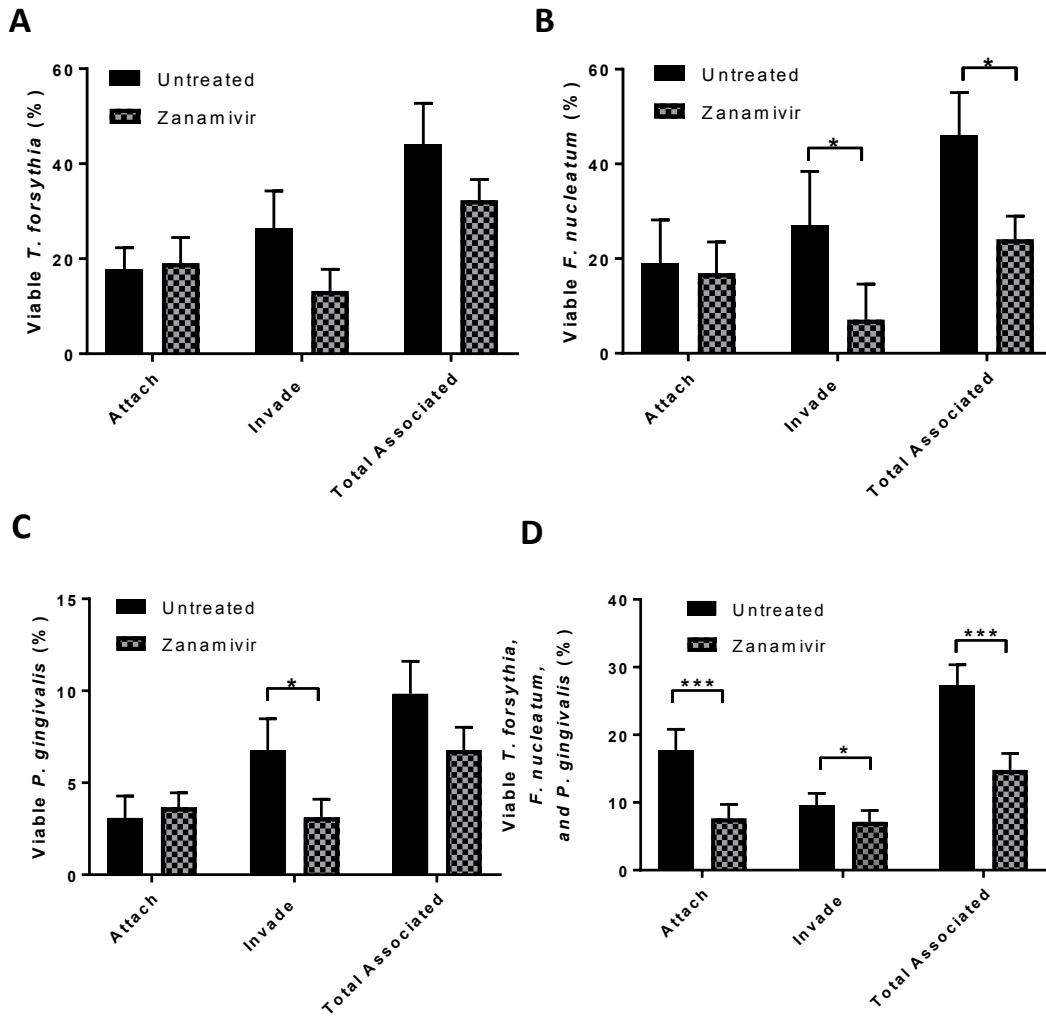 A
Untreated
Zanamivir
Viable T. forsythia (%)
60
40
20
0
Attach
Invade
Total Associated
B
Untreated
Zanamivir
*
*
Viable F. nucleatum (%)
60
40
20
0
Attach
Invade
Total Associated
C
Untreated
Zanamivir
*
Viable P. gingivalis (%)
15
10
5
0
Attach
Invade
Total Associated
D
Untreated
Zanamivir
***
*
***
Viable T. forsythia,
F. nucleatum,
and P. gingivalis (%)
40
30
20
10
0
Attach
Invade
Total Associated